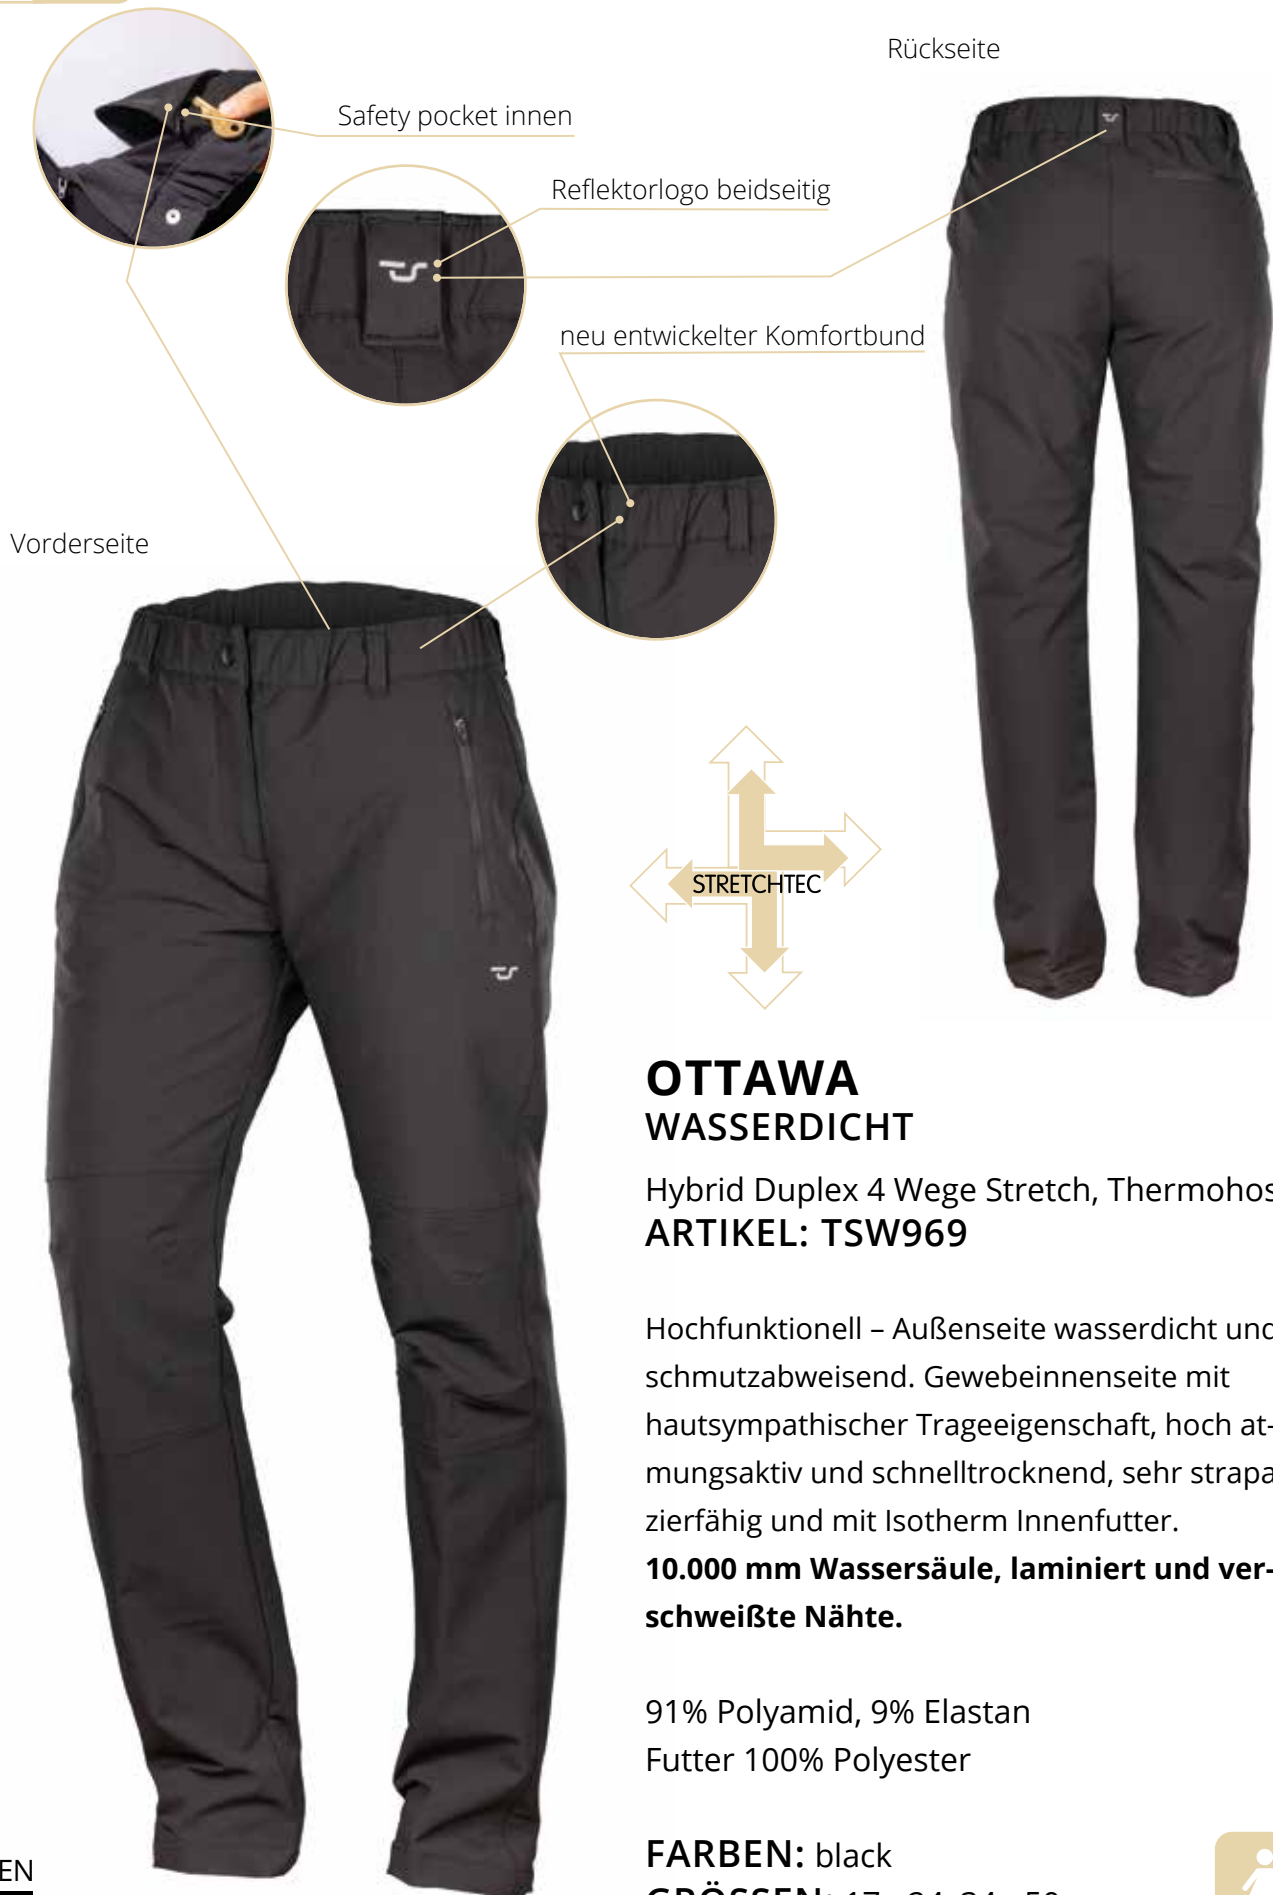 Rückseite
Safety pocket innen
Reflektorlogo beidseitig
neu entwickelter Komfortbund
Vorderseite
STRETCHTEC
OTTAWA
WASSERDICHT
Hybrid Duplex 4 Wege Stretch, Thermohos
ARTIKEL: TSW969
Hochfunktionell – Außenseite wasserdicht und
schmutzabweisend. Gewebeinnenseite mit
hautsympathischer Trageeigenschaft, hoch at-
mungsaktiv und schnelltrocknend, sehr strapa
zierfähig und mit Isotherm Innenfutter.
10.000 mm Wassersäule, laminiert und ver-
schweißte Nähte.
91% Polyamid, 9% Elastan
Futter 100% Polyester
FARBEN: black
EN